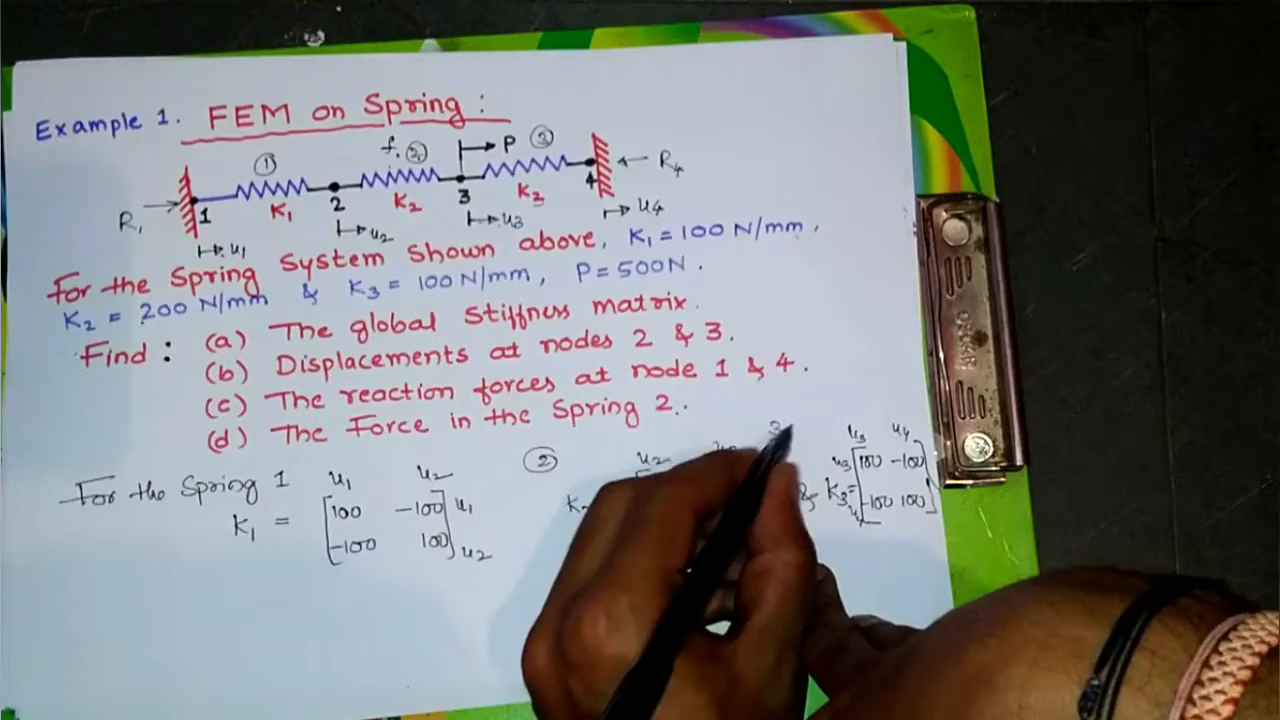 Example 1. FEM on Spring :
① f. ② P ③
R₁ 1 K₁ 2 K₂ 3 K₃ 4 R₄
u₁ u₂ u₃ u₄
For the Spring System Shown above, K₁ = 100 N/mm,
K₂ = 200 N/mm & K₃ = 100 N/mm, P = 500N.
Find : (a) The global Stiffness matrix.
(b) Displacements at nodes 2 & 3.
(c) The reaction forces at node 1 & 4.
(d) The Force in the Spring 2..
For the Spring 1 u₁ u₂ ② u₂ 3 u₃ u₄
K₁ = [100 -100] u₁ & K₃ = u₃ [100 -100]
[-100 100] u₂ u₄ [-100 100]